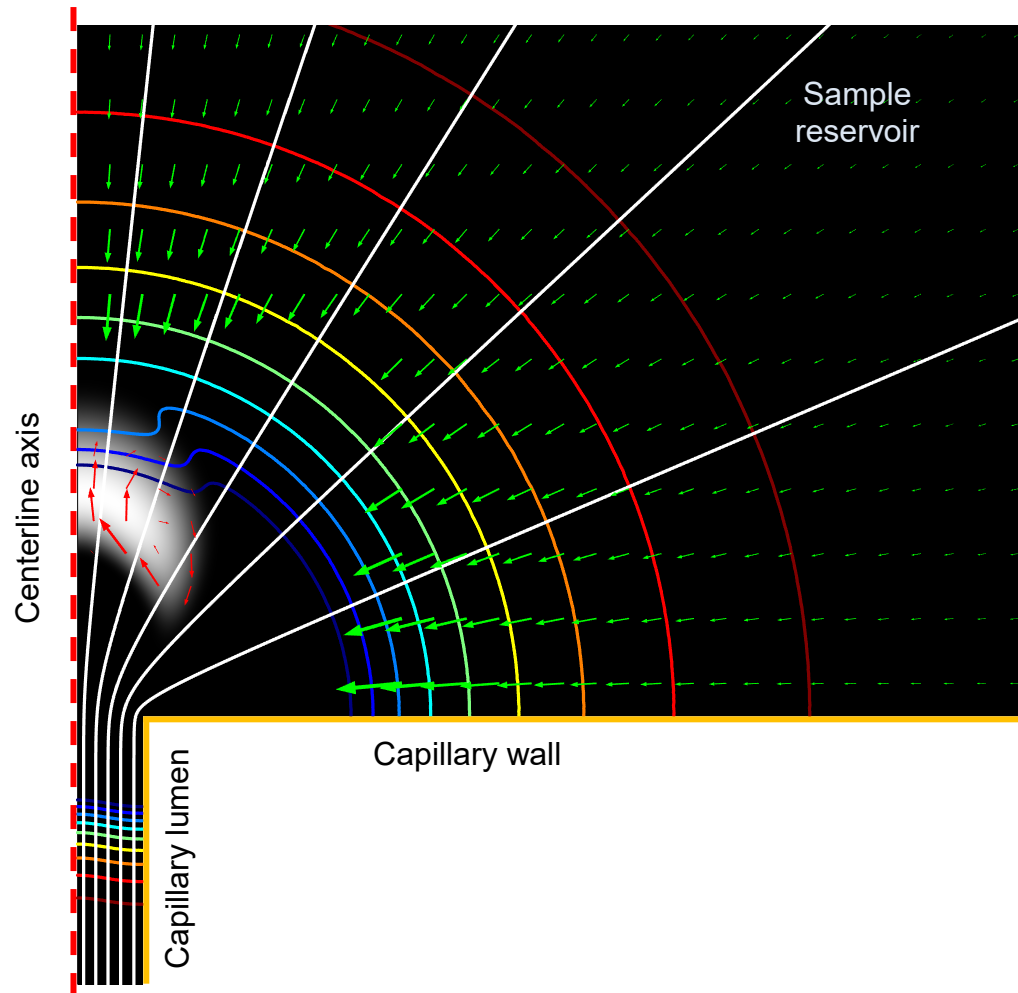 Sample
reservoir
Centerline axis
Capillary wall
Capillary lumen